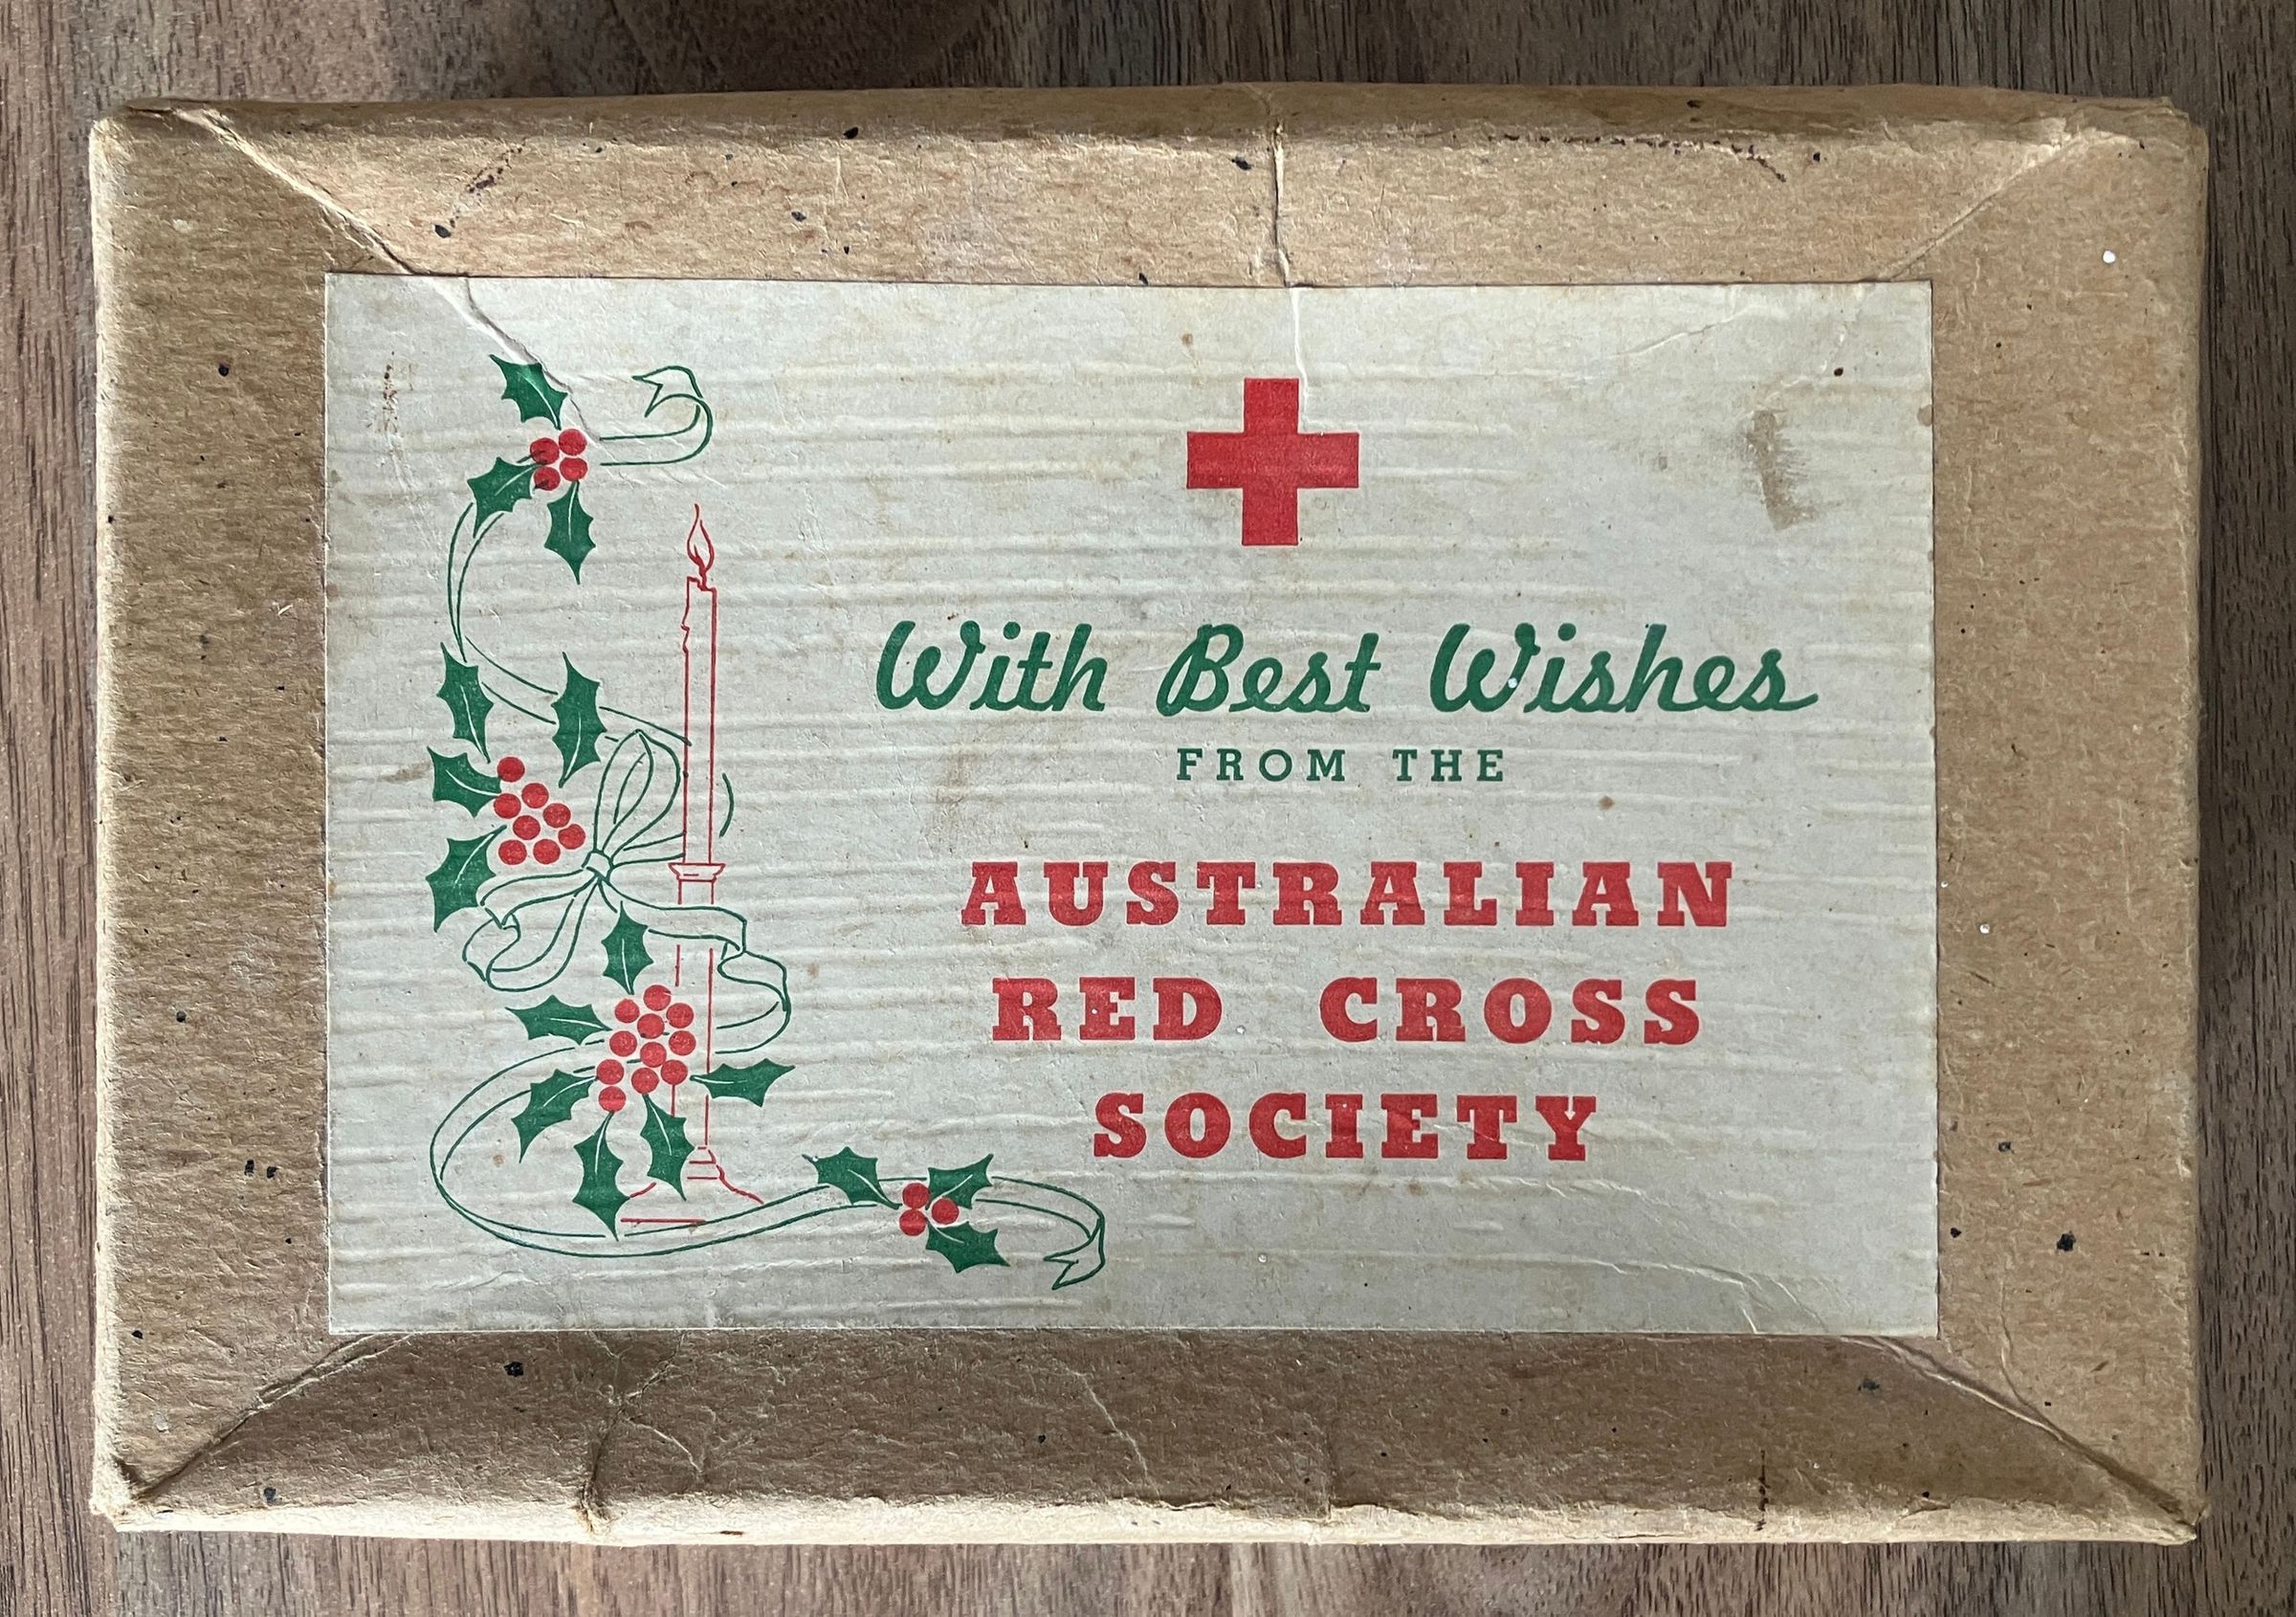 With Best Wishes
FROM THE
AUSTRALIAN
RED CROSS
SOCIETY